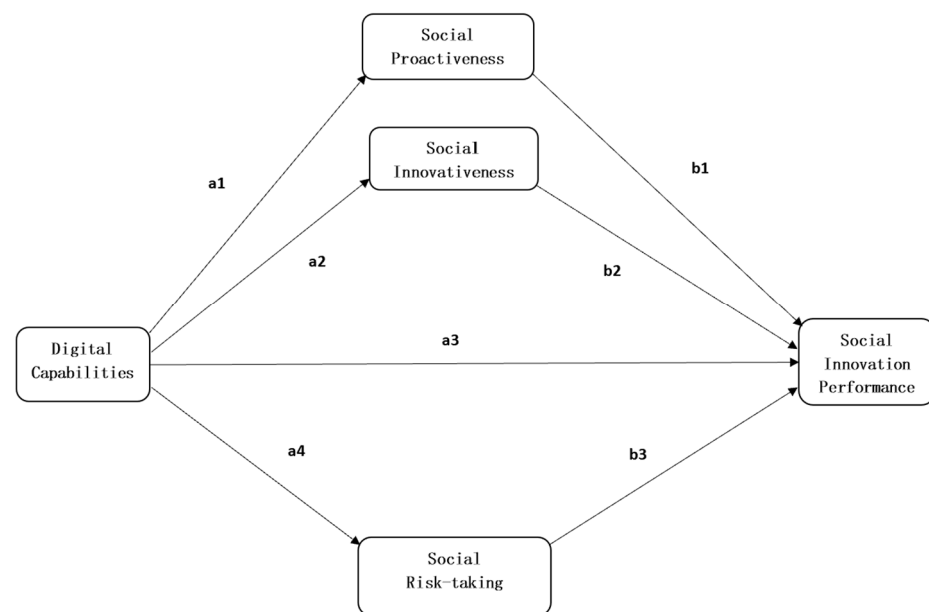 Social
Proactiveness
Social
Innovativeness
a1
b1
a2
b2
Digital
Capabilities
a3
Social
Innovation
Performance
a4
b3
Social
Risk-taking